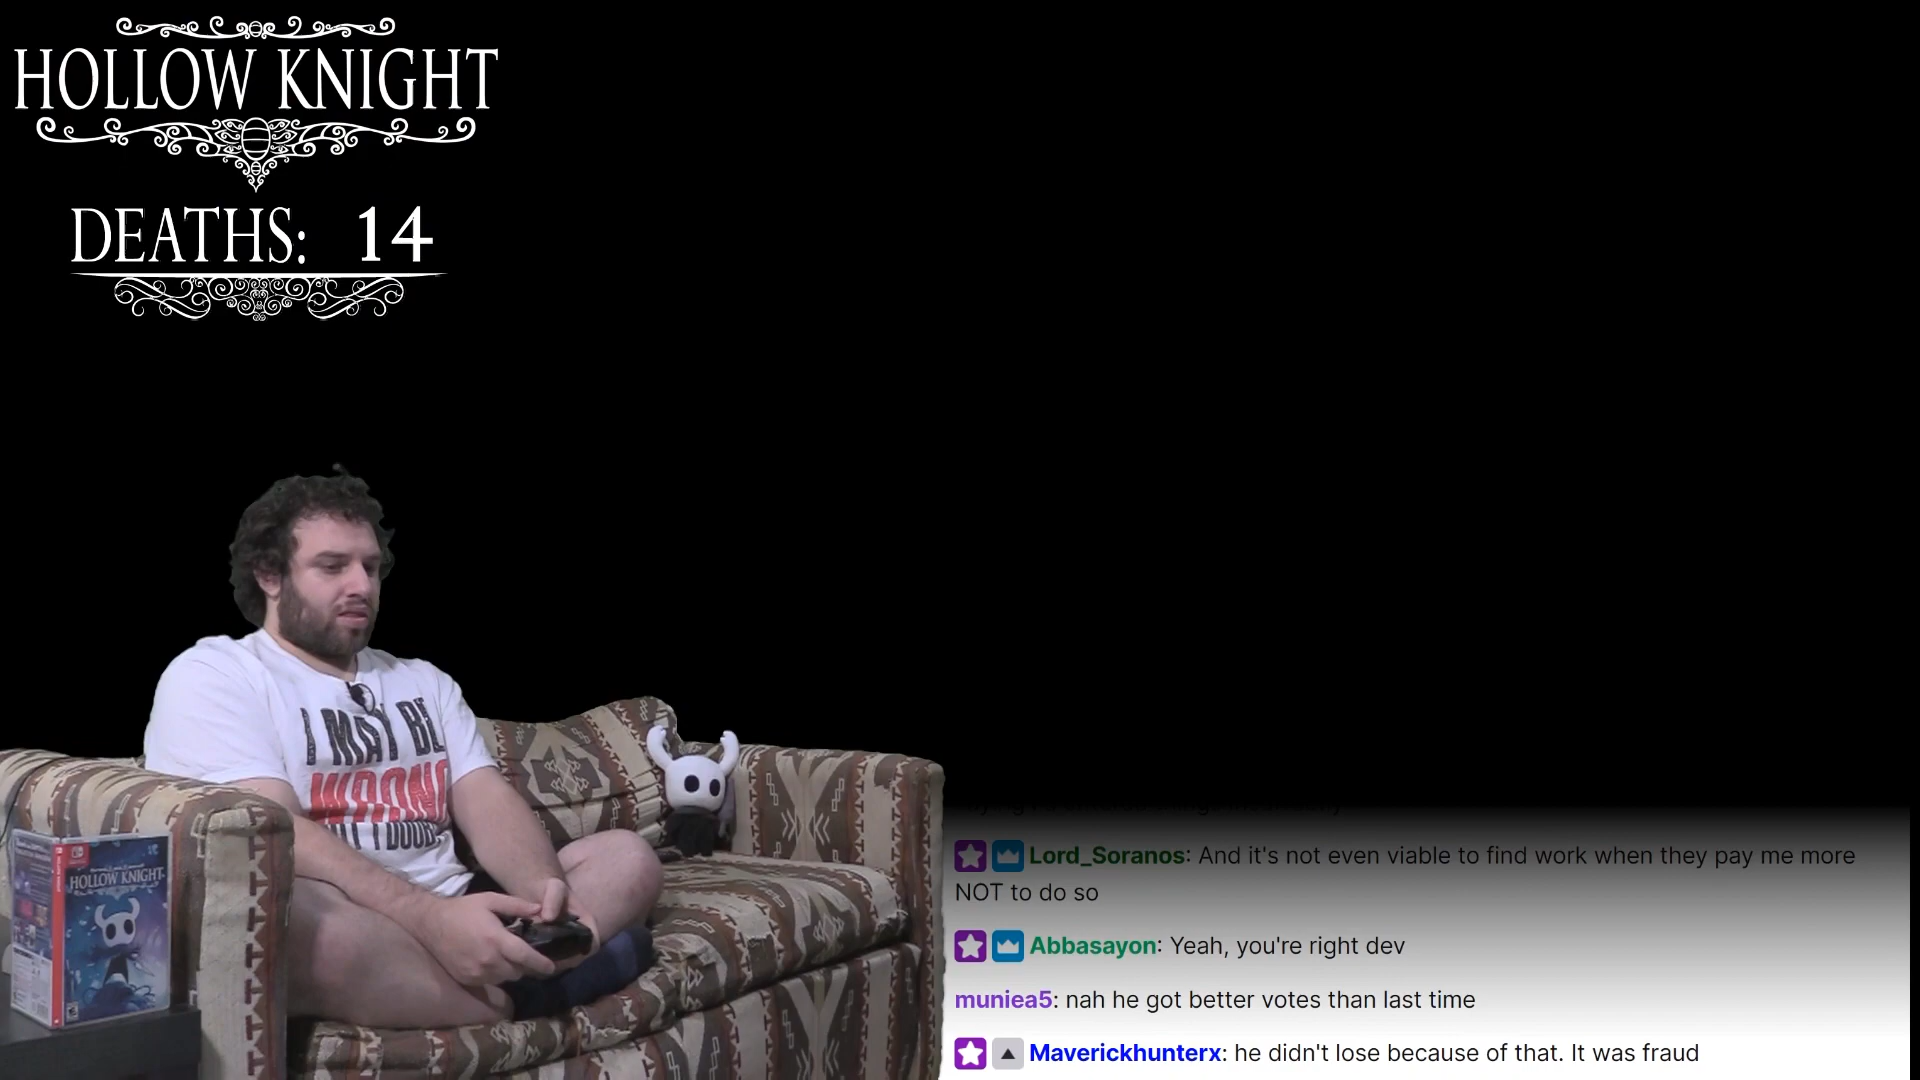 HOLLOW KNIGHT
DEATHS: 14
I MAY BE
WRONG
BUT I DOUBT
HOLLOW KNIGHT
Lord_Soranos: And it's not even viable to find work when they pay me more
NOT to do so
Abbasayon: Yeah, you're right dev
muniea5: nah he got better votes than last time
Maverickhunterx: he didn't lose because of that. It was fraud